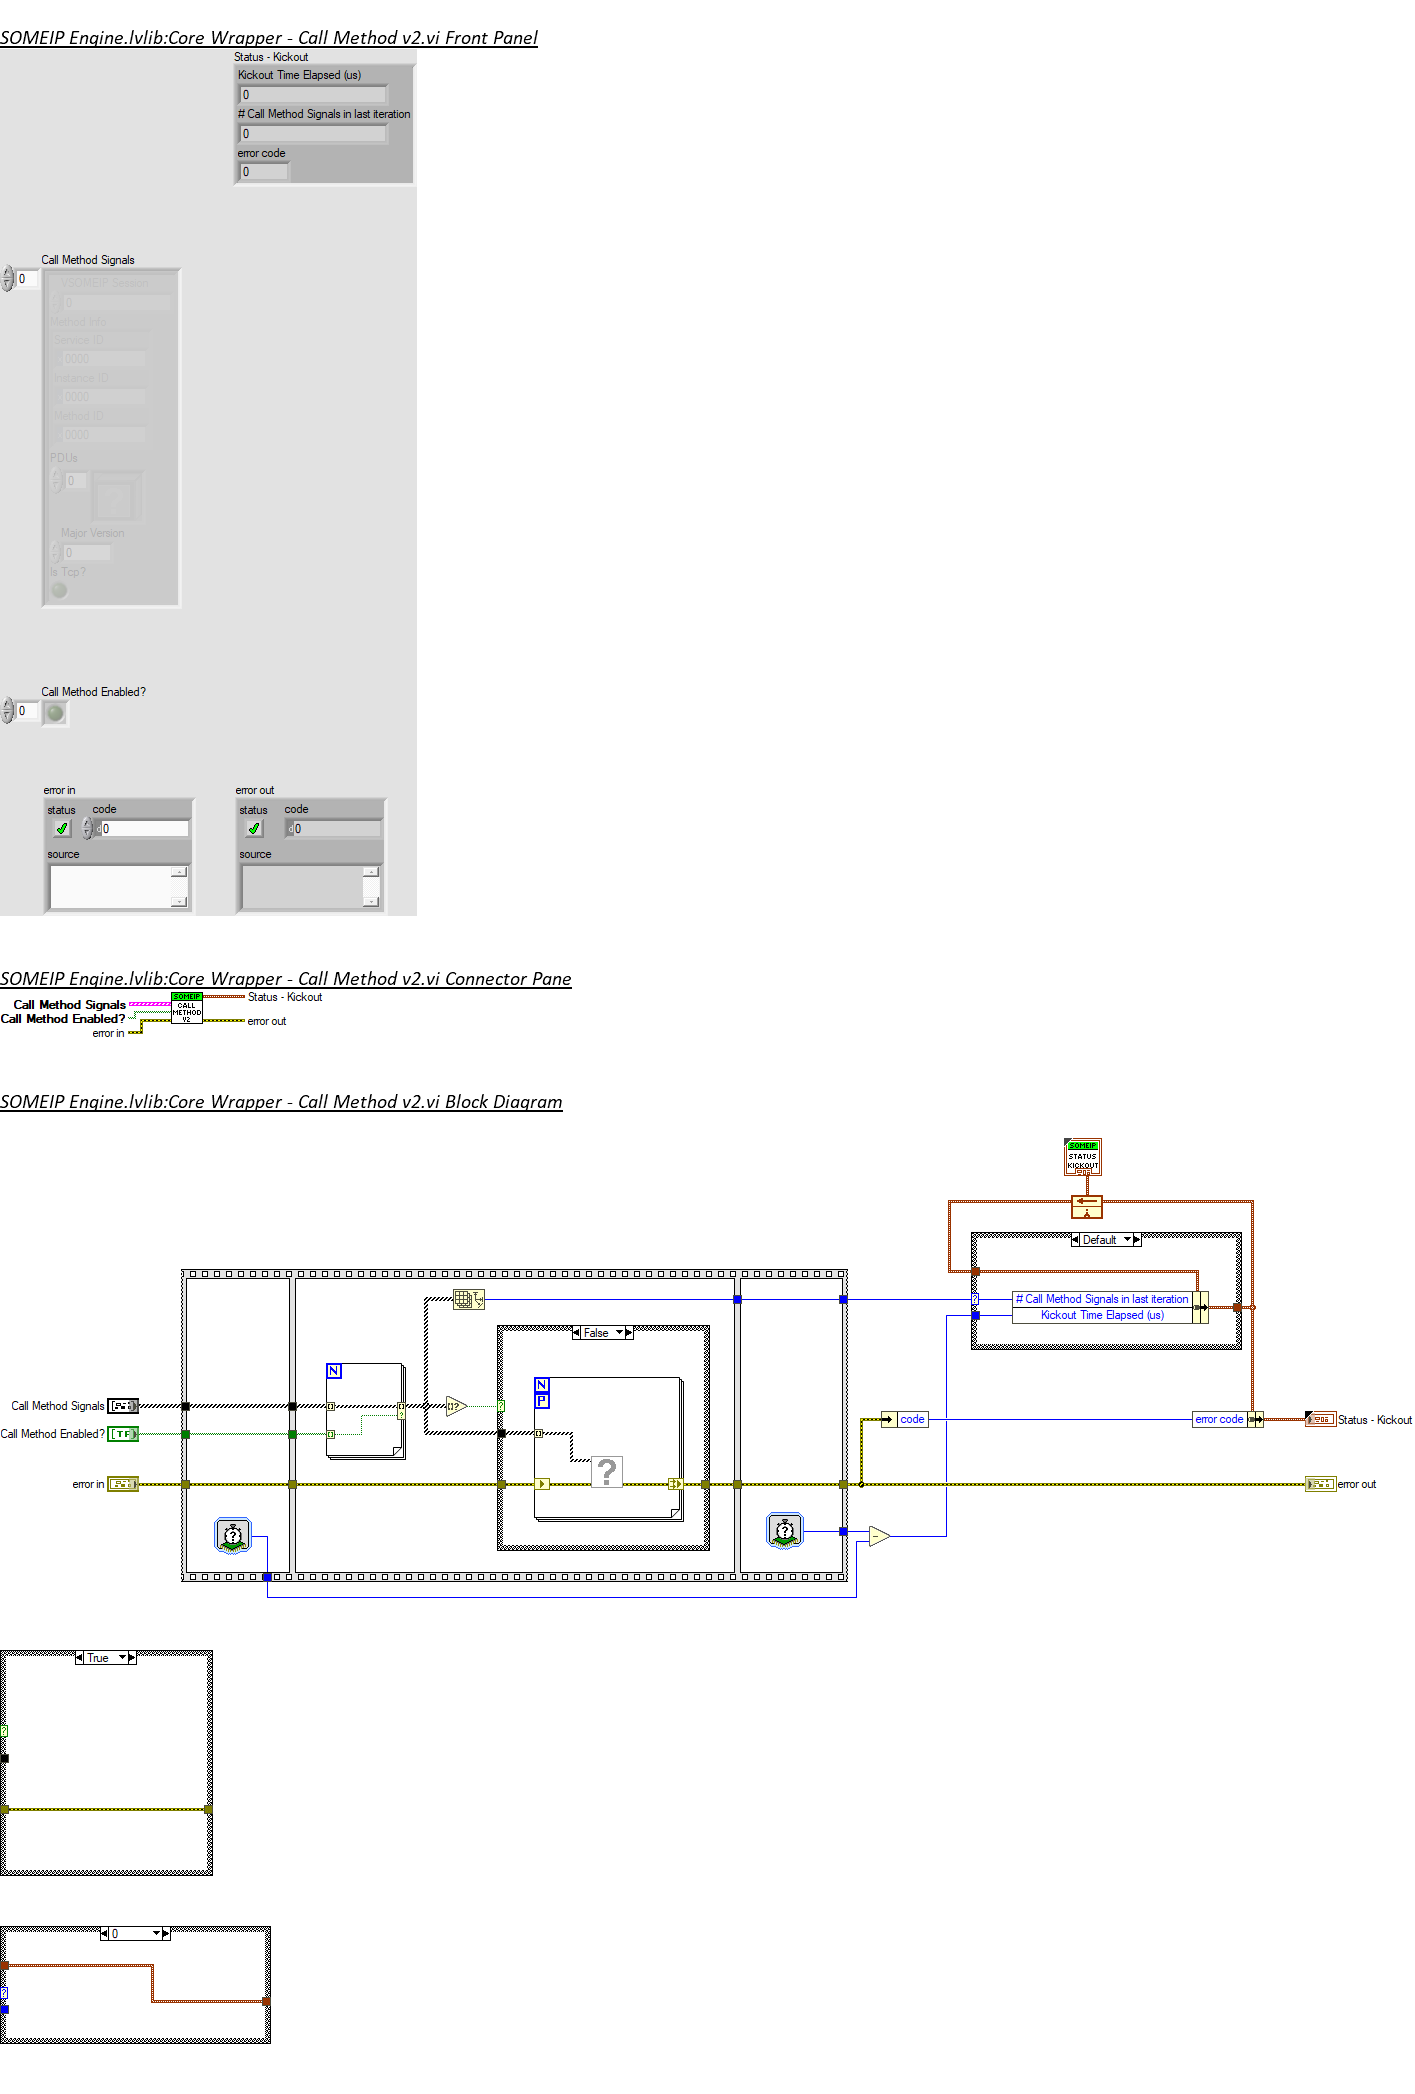 SOMEIP Engine.lvlib:Core Wrapper - Call Method v2.vi Front Panel
Status - Kickout
Kickout Time Elapsed (us)
0
# Call Method Signals in last iteration
0
error code
0
Call Method Signals
0
VSOMEIP Session
0
Method Info
Service ID
0000
Instance ID
0000
Method ID
0000
PDUs
0
Major Version
0
Is Tcp?
Call Method Enabled?
0
error in
status code
d 0
source
error out
status code
d 0
source
SOMEIP Engine.lvlib:Core Wrapper - Call Method v2.vi Connector Pane
Call Method Signals
Call Method Enabled?
error in
SOMEIP
CALL
METHOD
V2
Status - Kickout
error out
SOMEIP Engine.lvlib:Core Wrapper - Call Method v2.vi Block Diagram
SOMEIP
STATUS
KICKOUT
Default
# Call Method Signals in last iteration
Kickout Time Elapsed (us)
False
N
N
P
?
Call Method Signals
Call Method Enabled?
TF
error in
code
error code
Status - Kickout
error out
True
?
0
?